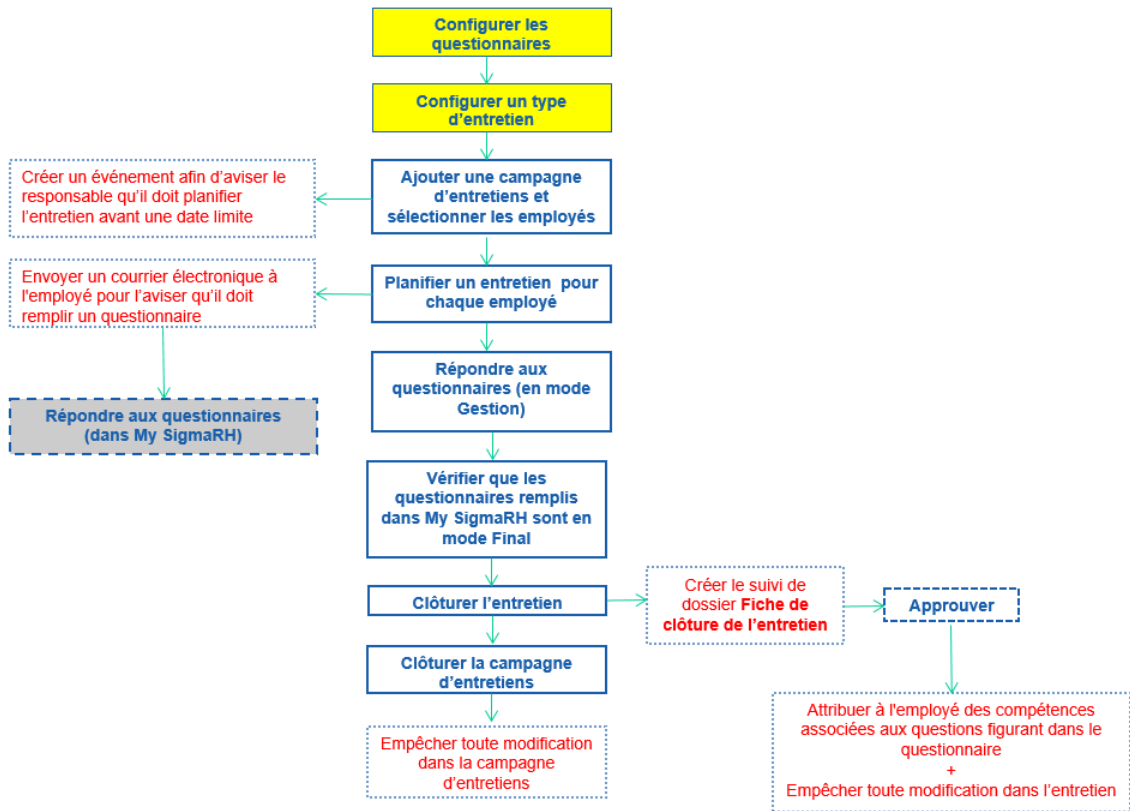 Configurer les
questionnaires
Configurer un type
d’entretien
Créer un événement afin d’aviser le
responsable qu’il doit planifier
l’entretien avant une date limite
Ajouter une campagne
d’entretiens et
sélectionner les employés
Envoyer un courrier électronique à
l'employé pour l’aviser qu’il doit
remplir un questionnaire
Planifier un entretien pour
chaque employé
Répondre aux
questionnaires (en mode
Gestion)
Répondre aux questionnaires
(dans My SigmaRH)
Vérifier que les
questionnaires remplis
dans My SigmaRH sont en
mode Final
Clôturer l’entretien
Créer le suivi de
dossier Fiche de
clôture de l’entretien
Approuver
Clôturer la campagne
d’entretiens
Empêcher toute modification
dans la campagne
d’entretiens
Attribuer à l'employé des compétences
associées aux questions figurant dans le
questionnaire
+
Empêcher toute modification dans l’entretien